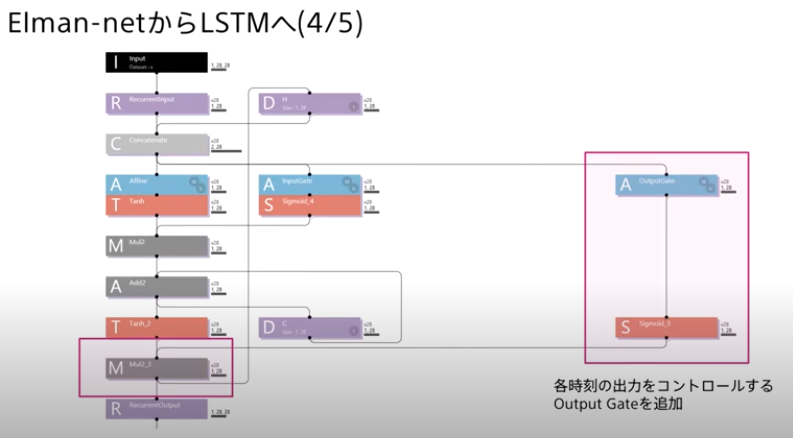 Elman-netからLSTMへ(4/5)
I Input
Dataset : x
1, 28, 28
R RecurrentInput
x28
1, 28
D H
Size : 1, 28
x28
1, 28
C Concatenate
x28
2, 28
A Affine
x28
1, 28
A InputGate
x28
1, 28
A OutputGate
x28
1, 28
T Tanh
x28
1, 28
S Sigmoid_4
x28
1, 28
M Mul2
x28
1, 28
A Add2
x28
1, 28
T Tanh_2
x28
1, 28
D C
Size : 1, 28
x28
1, 28
S Sigmoid_3
x28
1, 28
M Mul2_3
x28
1, 28
各時刻の出力をコントロールする
Output Gateを追加
R RecurrentOutput
1, 28, 28